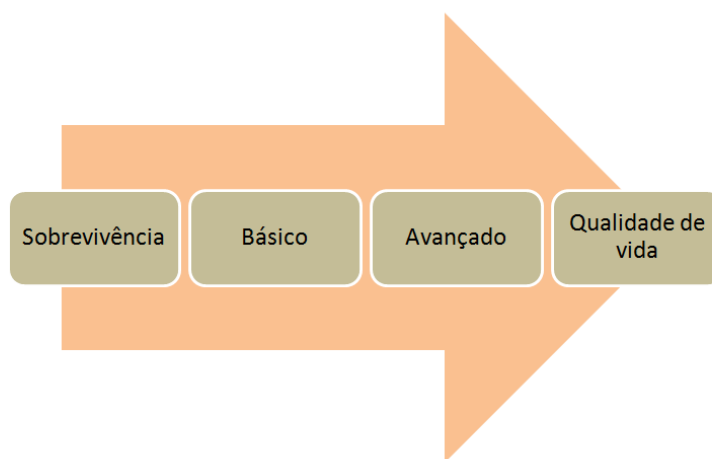 Sobrevivência
Básico
Avançado
Qualidade de
vida